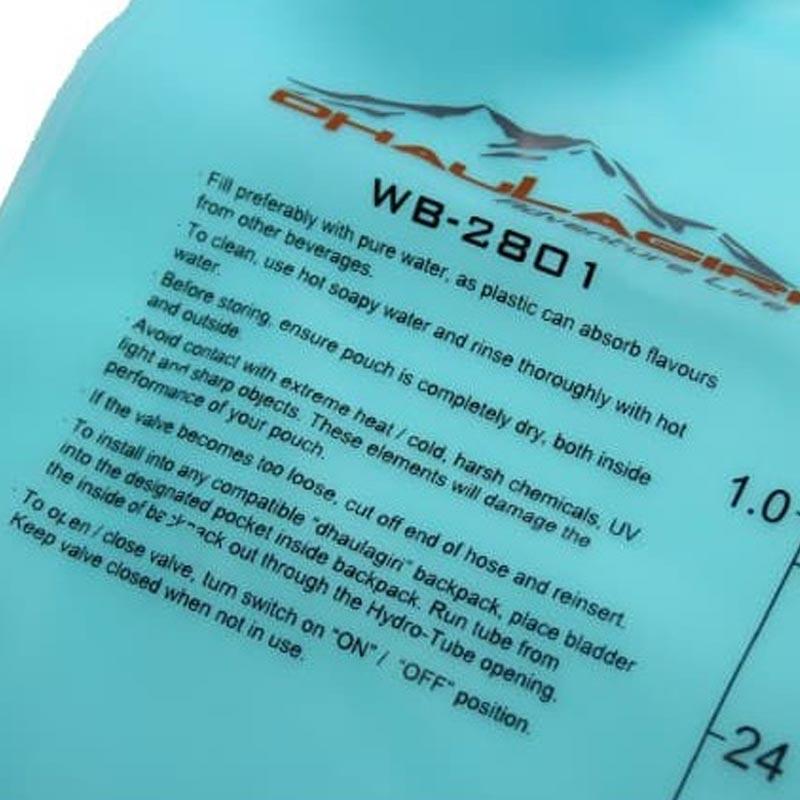 DHAULAGIRI
Adventure Life
WB-2801
· Fill preferably with pure water, as plastic can absorb flavours
from other beverages.
· To clean, use hot soapy water and rinse thoroughly with hot
water.
· Before storing, ensure pouch is completely dry, both inside
and outside.
· Avoid contact with extreme heat / cold, harsh chemicals, UV
light and sharp objects. These elements will damage the
performance of your pouch.
· If the valve becomes too loose, cut off end of hose and reinsert.
· To install into any compatible "dhaulagiri" backpack, place bladder
into the designated pocket inside backpack. Run tube from
the inside of backpack out through the Hydro-Tube opening.
· To open / close valve, turn switch on "ON" / "OFF" position.
Keep valve closed when not in use.
1.0
24